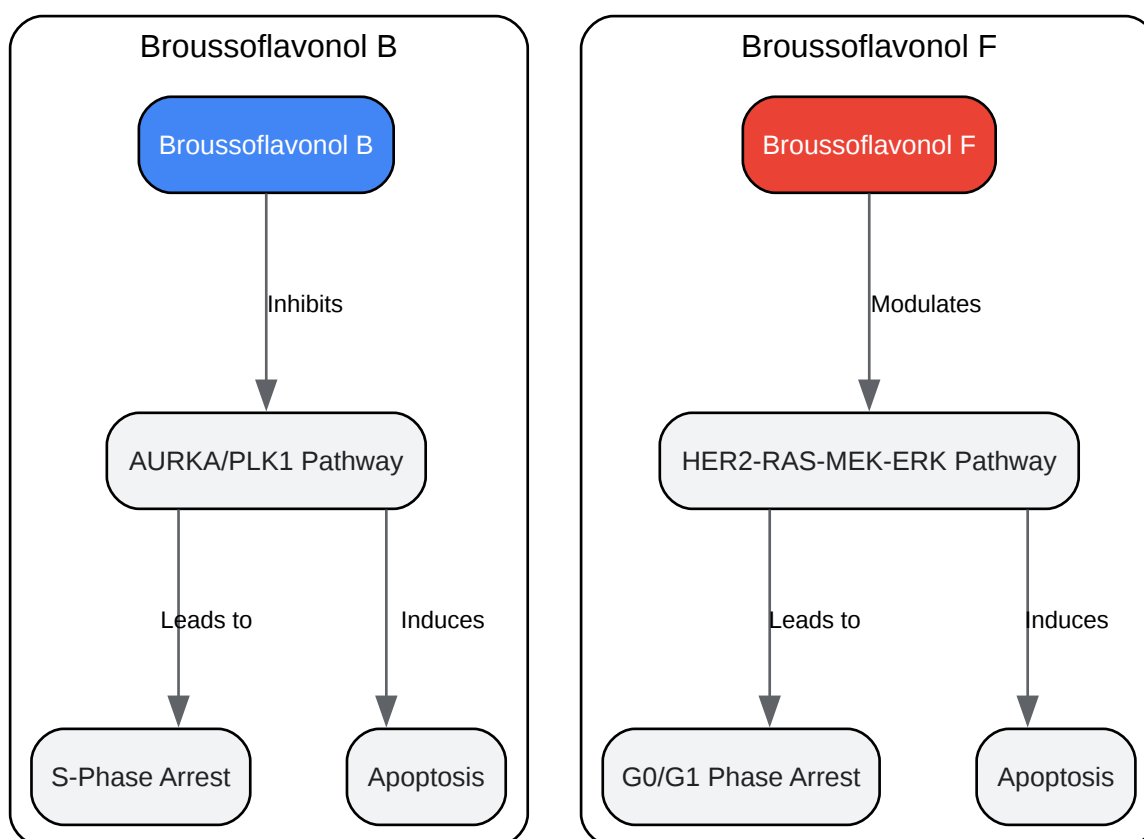 Broussoflavonol B
Broussoflavonol B
Inhibits
AURKA/PLK1 Pathway
Leads to
Induces
S-Phase Arrest
Apoptosis
Broussoflavonol F
Broussoflavonol F
Modulates
HER2-RAS-MEK-ERK Pathway
Leads to
Induces
G0/G1 Phase Arrest
Apoptosis